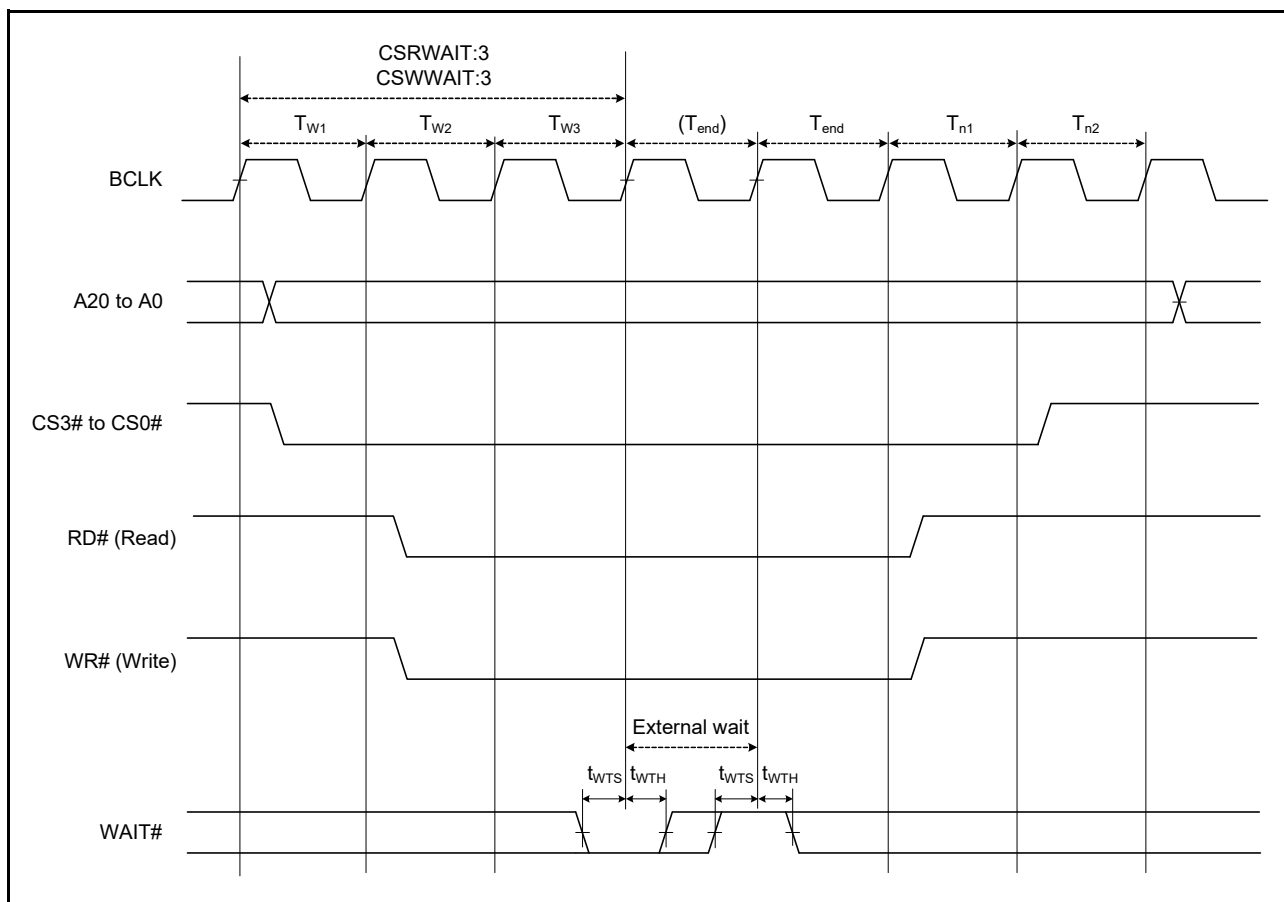 CSRWAIT:3
CSWWAIT:3
TW1 TW2 TW3 (Tend) Tend Tn1 Tn2
BCLK
A20 to A0
CS3# to CS0#
RD# (Read)
WR# (Write)
External wait
tWTS tWTH tWTS tWTH
WAIT#